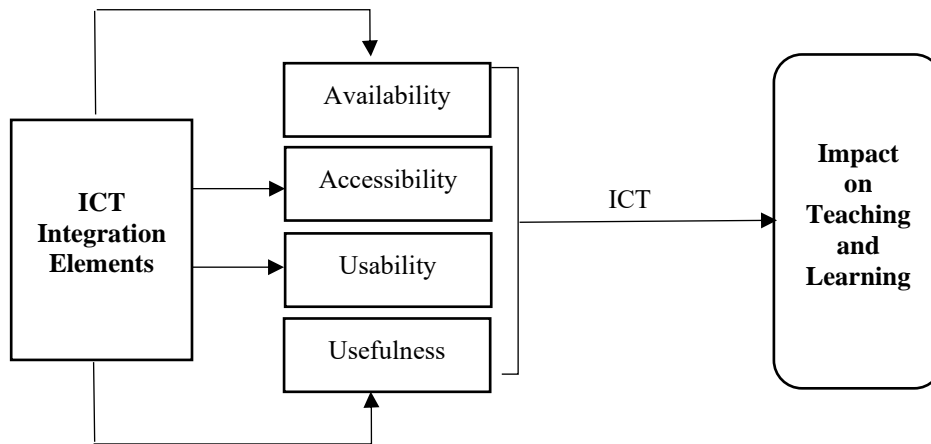 ICT
Integration
Elements
Availability
Accessibility
Usability
Usefulness
ICT
Impact
on
Teaching
and
Learning